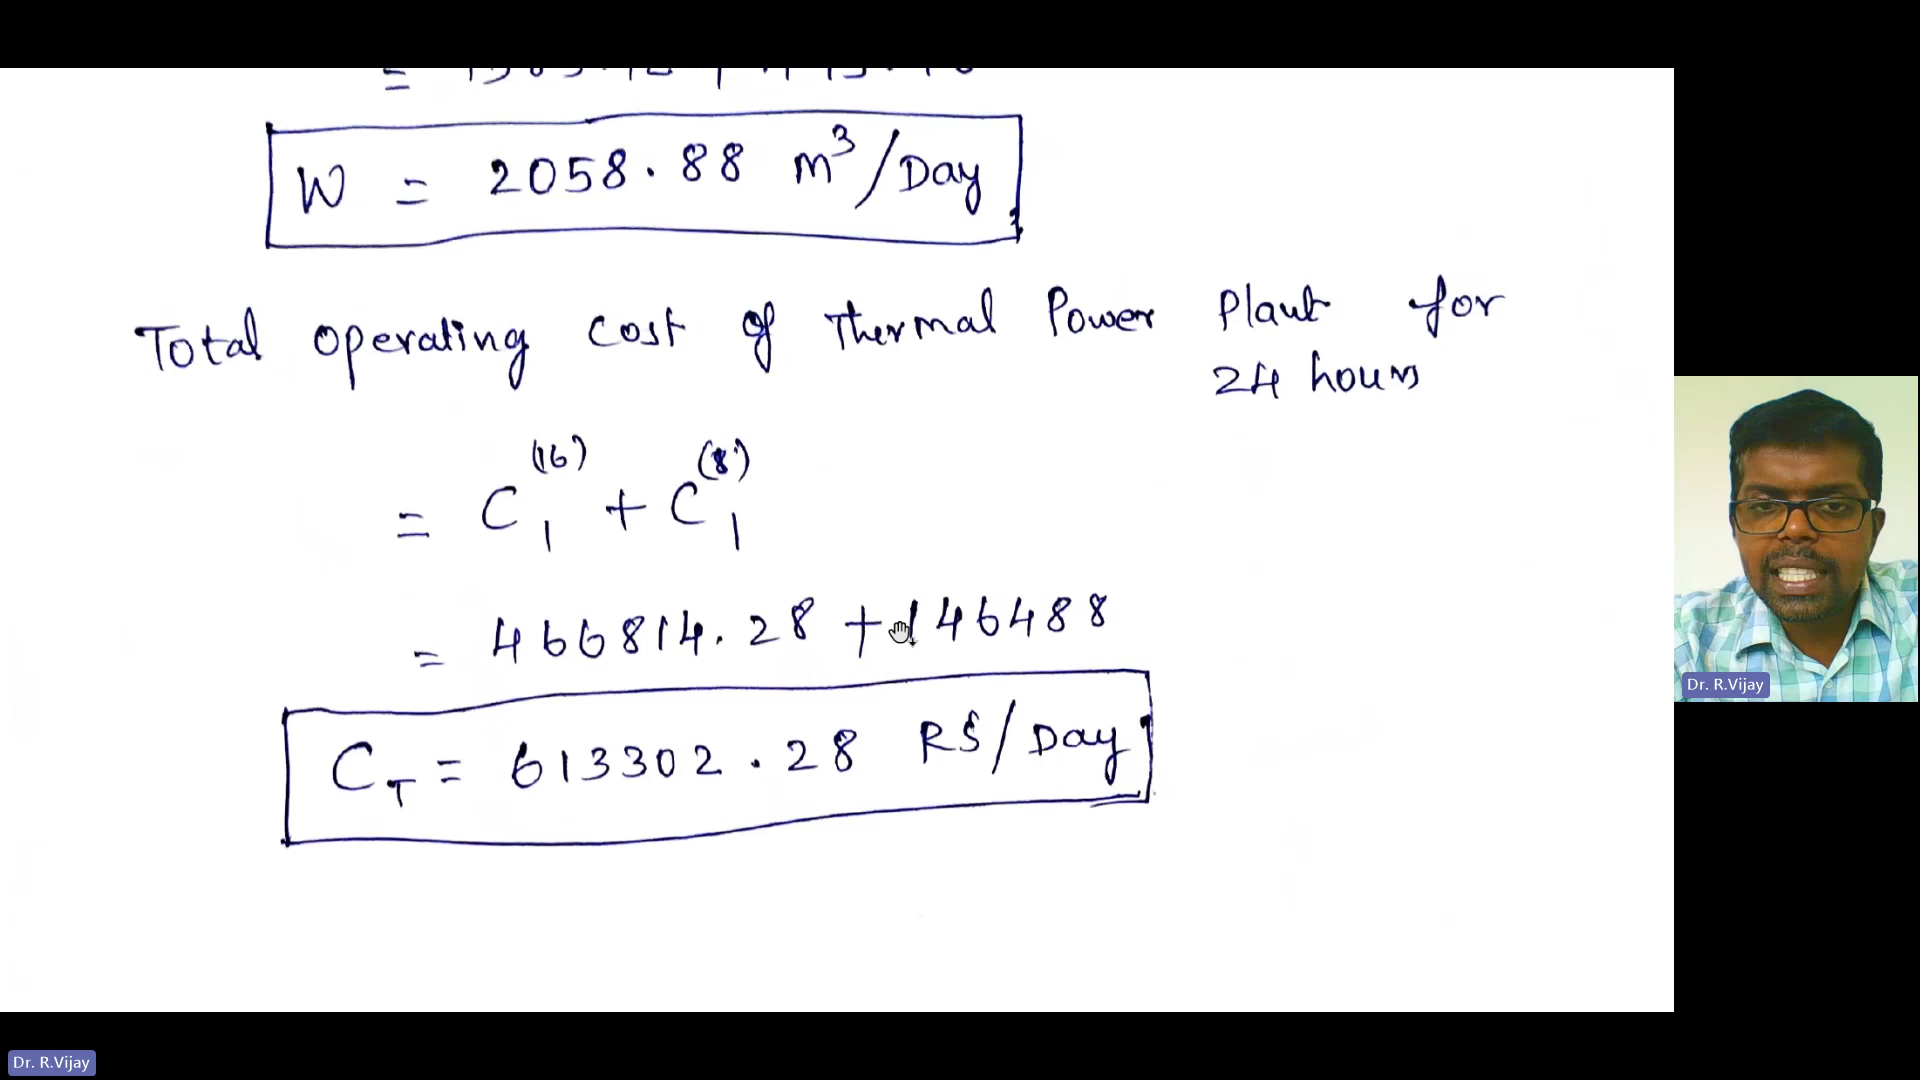 W = 2058.88 m³/Day
Total operating cost of Thermal Power Plant for
24 hours
= C₁⁽¹⁶⁾ + C₁⁽⁸⁾
= 466814.28 + 146488
C_T = 613302.28 RS/Day
Dr. R.Vijay
Dr. R.Vijay